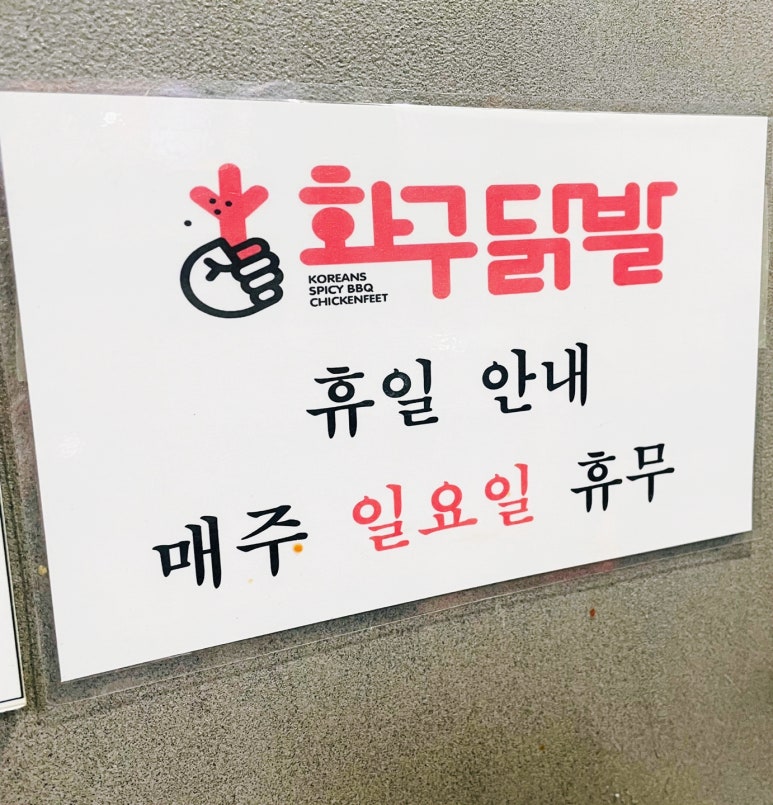 화구닭발
KOREANS
SPICY BBQ
CHICKENFEET
휴일 안내
매주 일요일 휴무